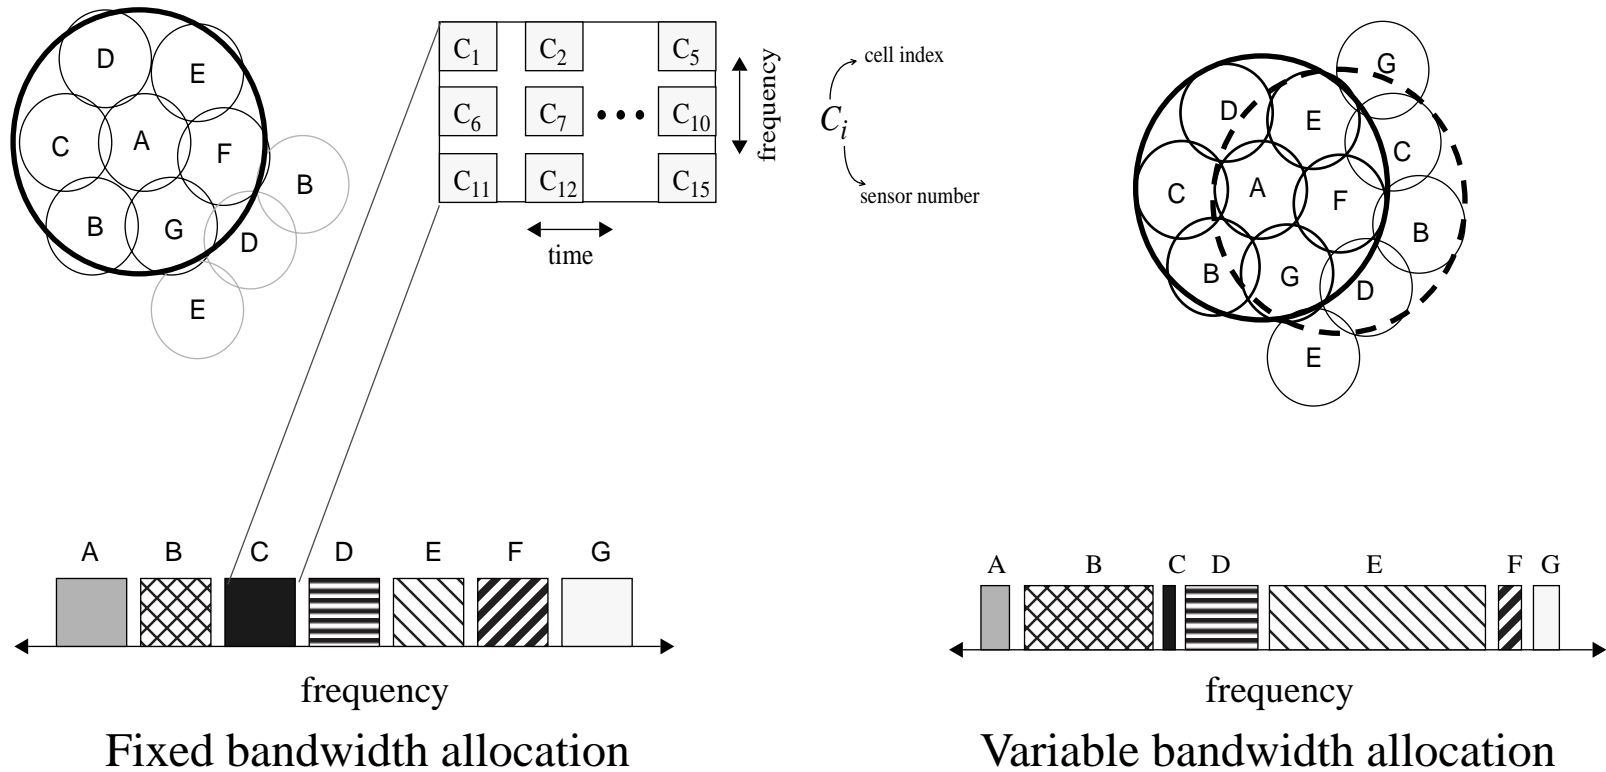 D
E
C
A
F
B
B
G
D
E
C1 C2 C5
C6 C7 ••• C10
C11 C12 C15
frequency
time
cell index
Ci
sensor number
G
D
E
C
C
A
F
B
B
G
D
E
A B C D E F G
frequency
Fixed bandwidth allocation
A B C D E F G
frequency
Variable bandwidth allocation